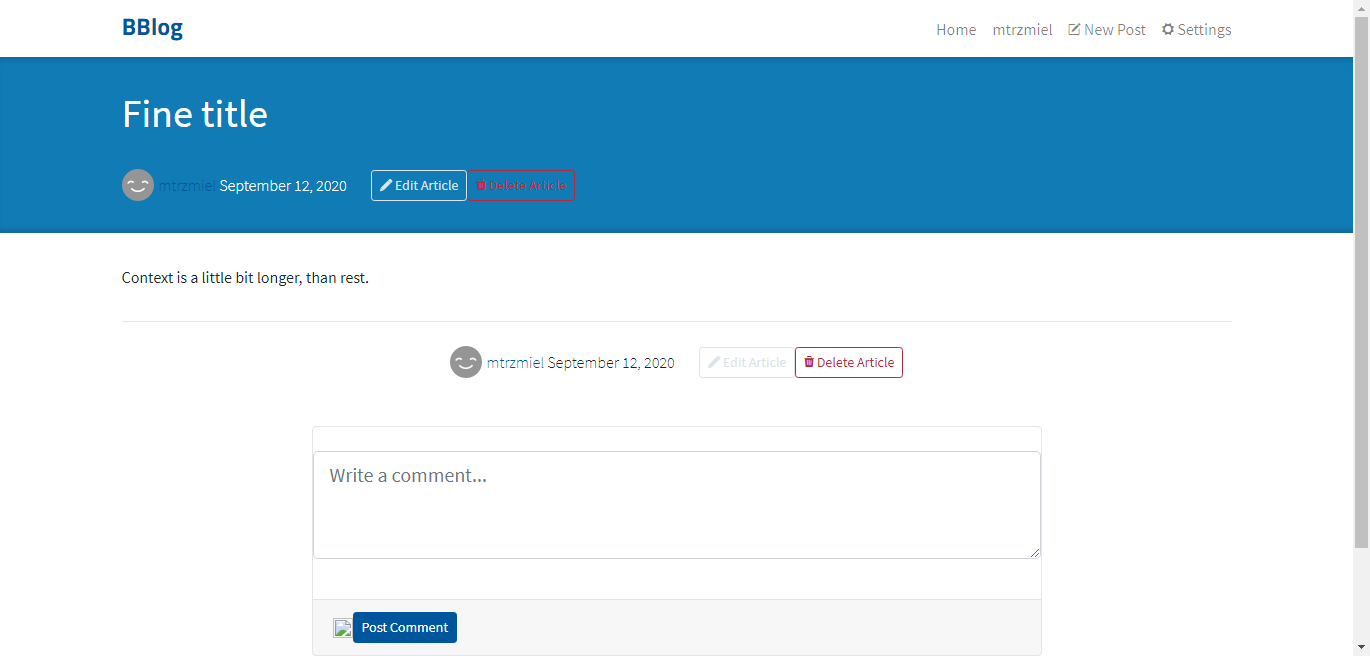 BBlog
Home mtrzmiel New Post Settings
Fine title
mtrzmiel September 12, 2020 Edit Article Delete Article
Context is a little bit longer, than rest.
mtrzmiel September 12, 2020 Edit Article Delete Article
Write a comment...
Post Comment